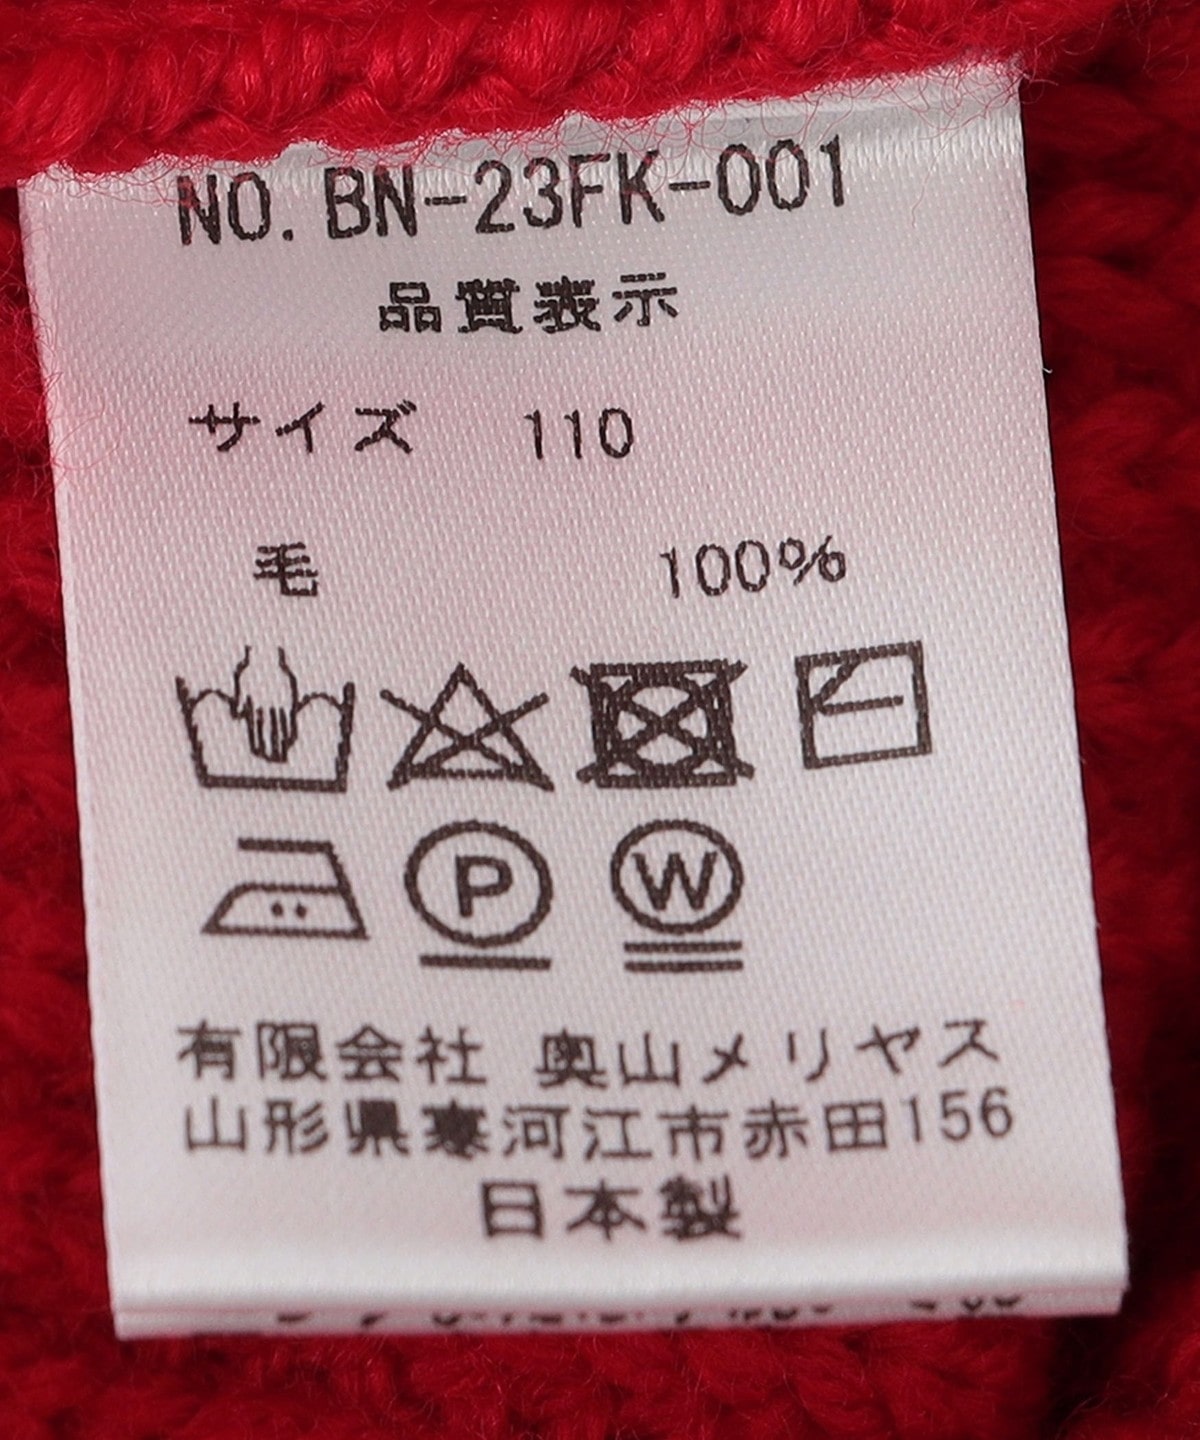 NO. BN-23FK-001
品質表示
サイズ 110
毛 100%
P W
有限会社 奥山メリヤス
山形県寒河江市赤田156
日本製